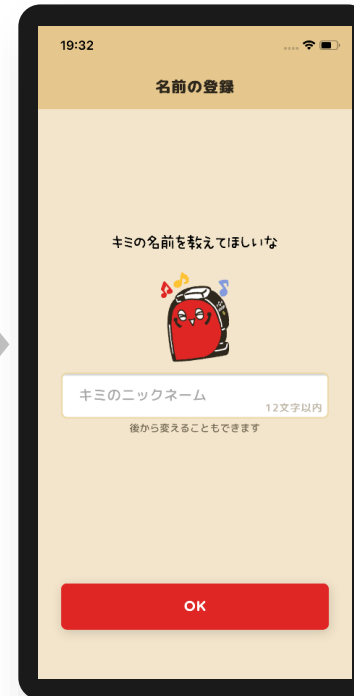 19:32
名前の登録
キミの名前を教えてほしいな
キミのニックネーム
12文字以内
後から変えることもできます
OK